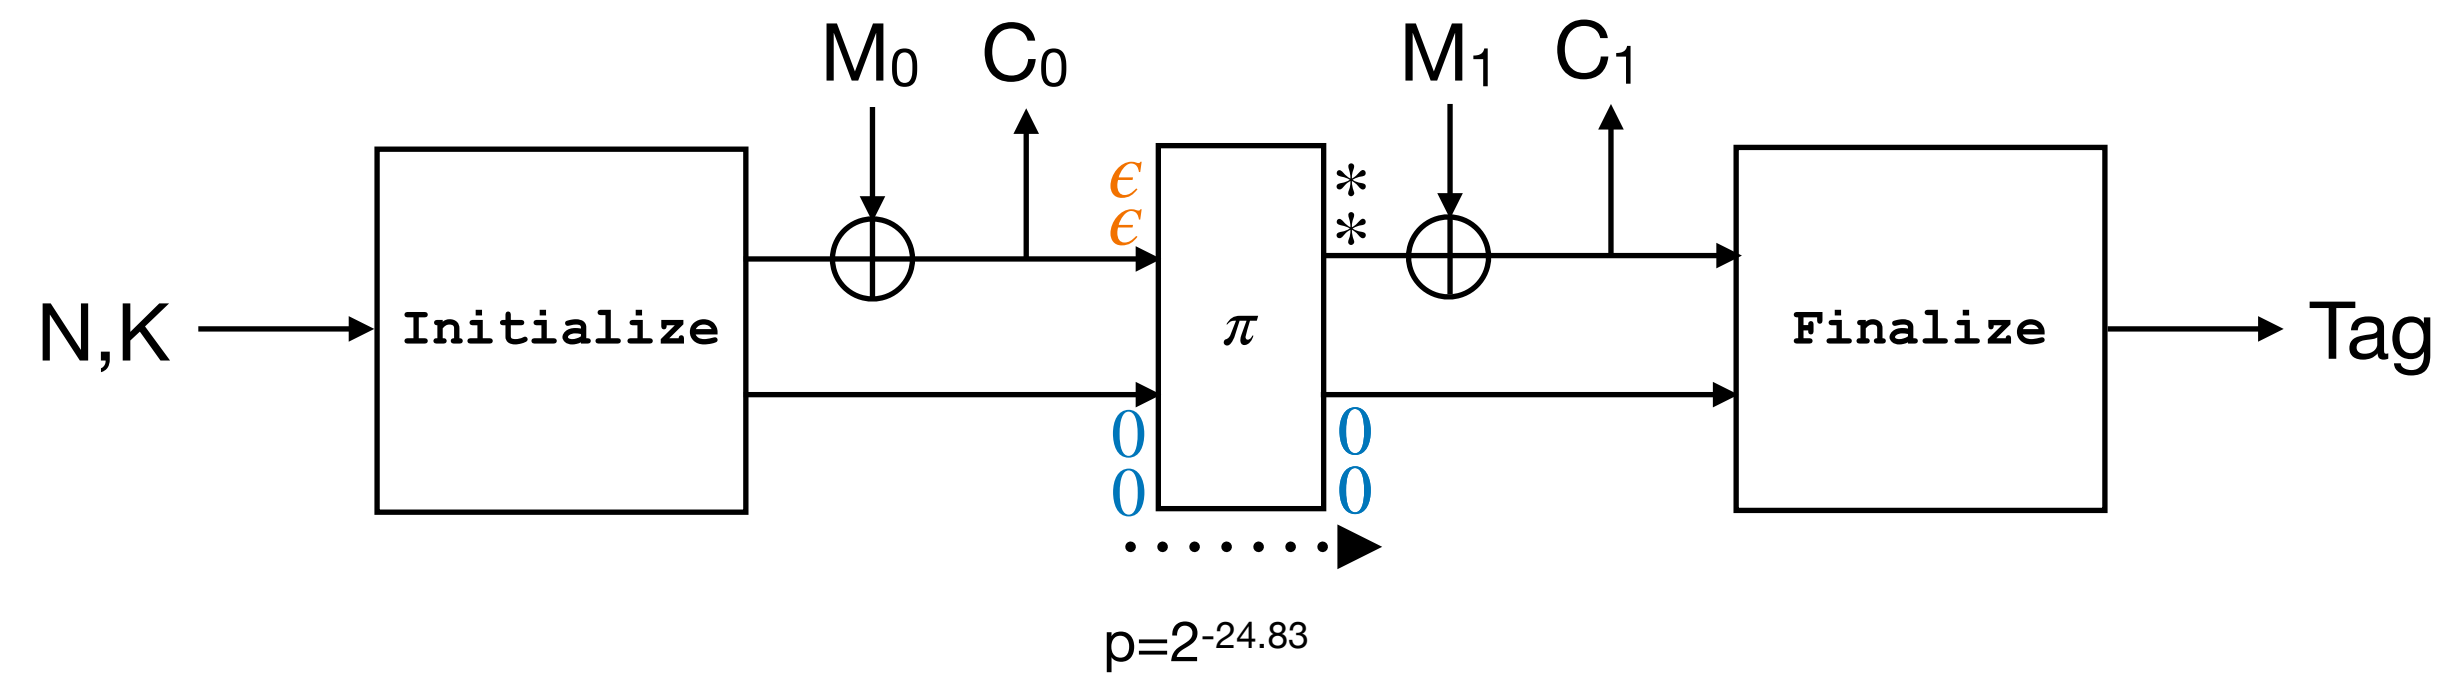 M₀ C₀ M₁ C₁
ϵ *
ϵ *
N,K Initialize π Finalize Tag
0 0
0 0
p=2⁻²⁴·⁸³